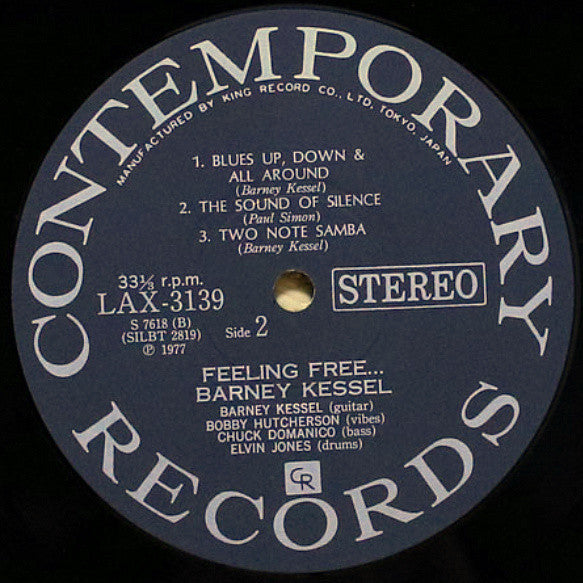 CONTEMPORARY
MANUFACTURED BY KING RECORD CO., LTD. TOKYO, JAPAN
1. BLUES UP, DOWN &
ALL AROUND
(Barney Kessel)
2. THE SOUND OF SILENCE
(Paul Simon)
3. TWO NOTE SAMBA
(Barney Kessel)
33⅓ r.p.m.
LAX-3139
STEREO
S 7618 (B)
(SILBT 2819)
Ⓟ 1977
Side 2
FEELING FREE...
BARNEY KESSEL
BARNEY KESSEL (guitar)
BOBBY HUTCHERSON (vibes)
CHUCK DOMANICO (bass)
ELVIN JONES (drums)
CR
RECORDS